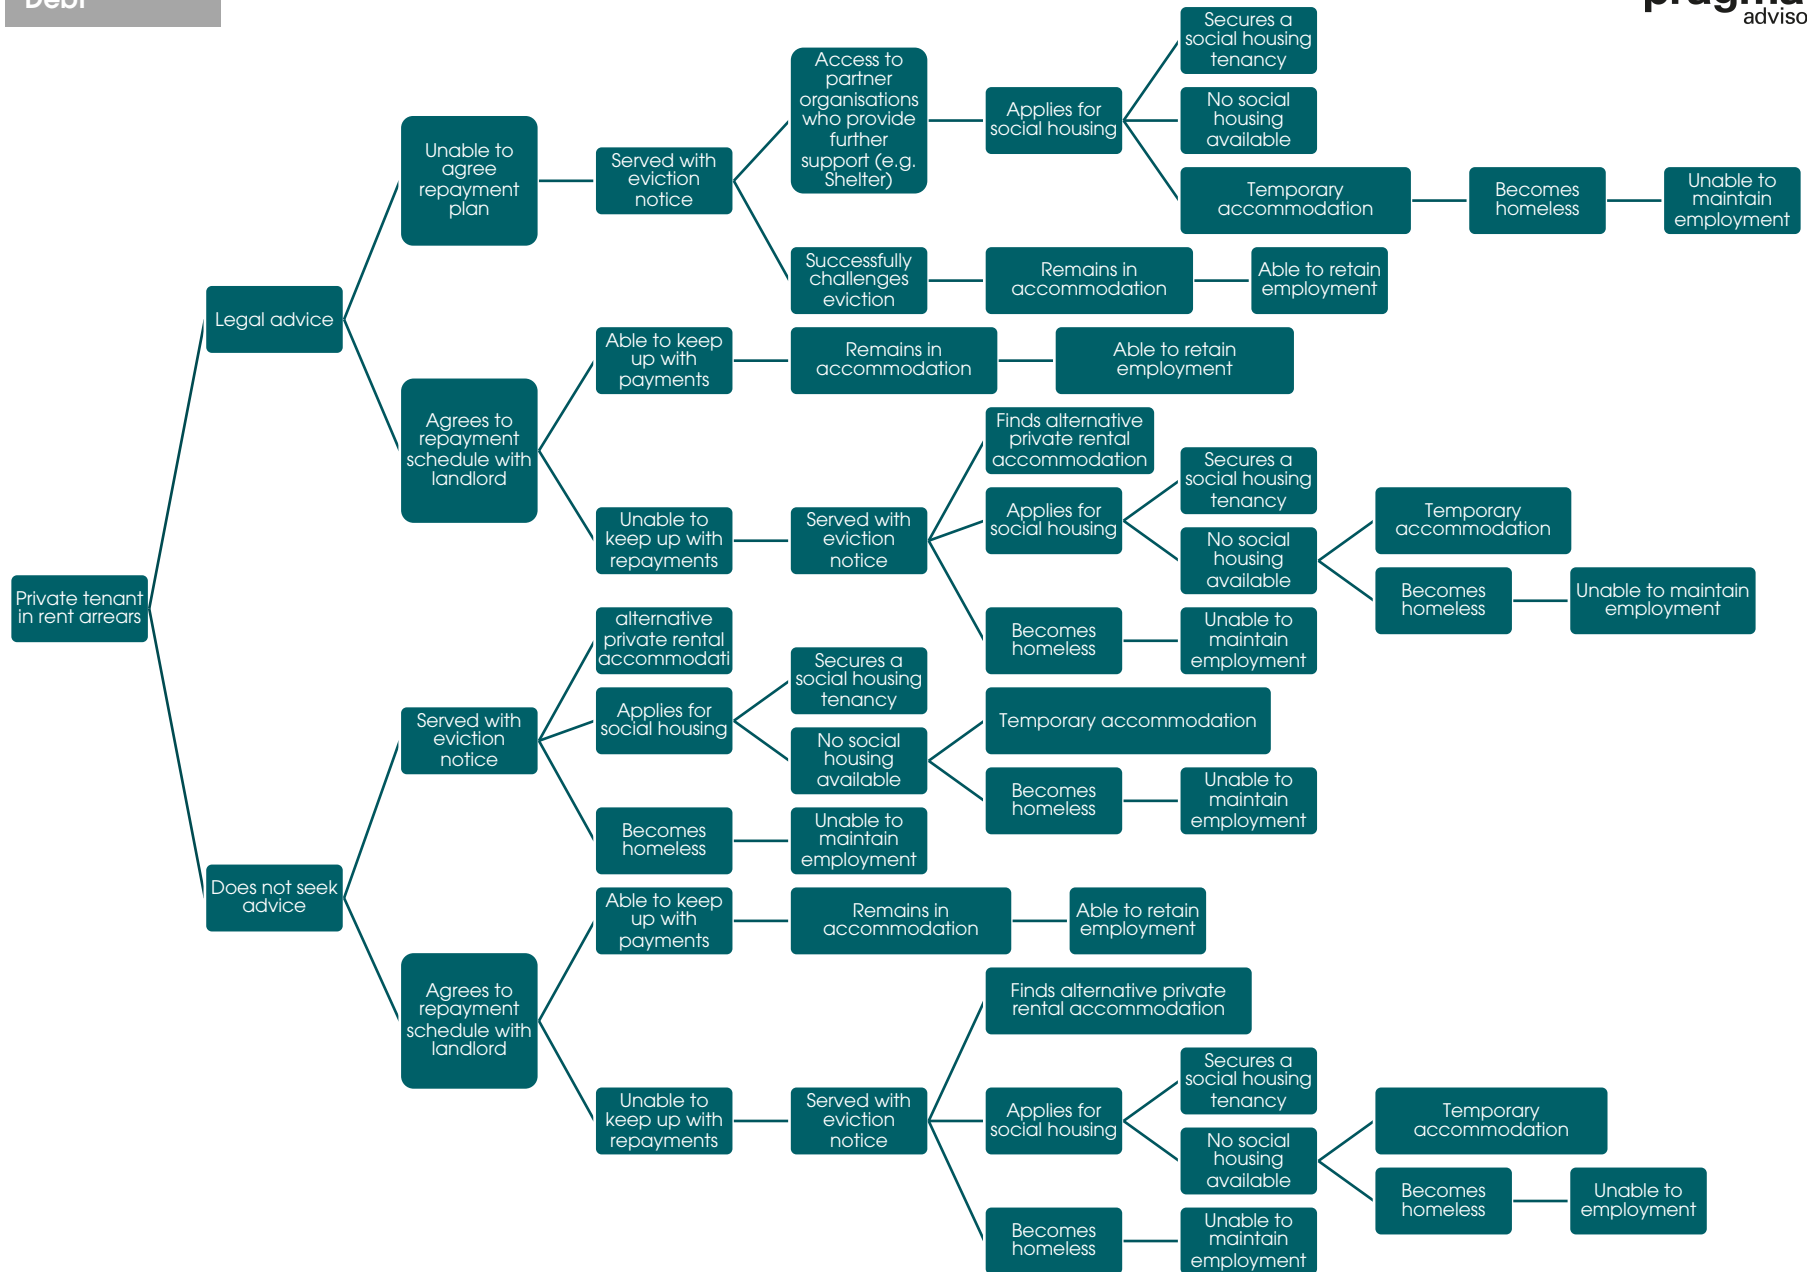 Debt
pragma
adviso
Secures a
social housing
tenancy
Access to
partner
organisations
who provide
further
support (e.g.
Shelter)
Applies for
social housing
No social
housing
available
Unable to
agree
repayment
plan
Served with
eviction
notice
Temporary
accommodation
Becomes
homeless
Unable to
maintain
employment
Successfully
challenges
eviction
Remains in
accommodation
Able to retain
employment
Legal advice
Able to keep
up with
payments
Remains in
accommodation
Able to retain
employment
Agrees to
repayment
schedule with
landlord
Finds alternative
private rental
accommodation
Secures a
social housing
tenancy
Unable to
keep up with
repayments
Served with
eviction
notice
Applies for
social housing
No social
housing
available
Temporary
accommodation
Becomes
homeless
Unable to maintain
employment
Becomes
homeless
Unable to
maintain
employment
Private tenant
in rent arrears
alternative
private rental
accommodati
Secures a
social housing
tenancy
Served with
eviction
notice
Applies for
social housing
No social
housing
available
Temporary accommodation
Becomes
homeless
Unable to
maintain
employment
Becomes
homeless
Unable to
maintain
employment
Does not seek
advice
Able to keep
up with
payments
Remains in
accommodation
Able to retain
employment
Agrees to
repayment
schedule with
landlord
Finds alternative private
rental accommodation
Secures a
social housing
tenancy
Unable to
keep up with
repayments
Served with
eviction
notice
Applies for
social housing
No social
housing
available
Temporary
accommodation
Becomes
homeless
Unable to
employment
Becomes
homeless
Unable to
maintain
employment